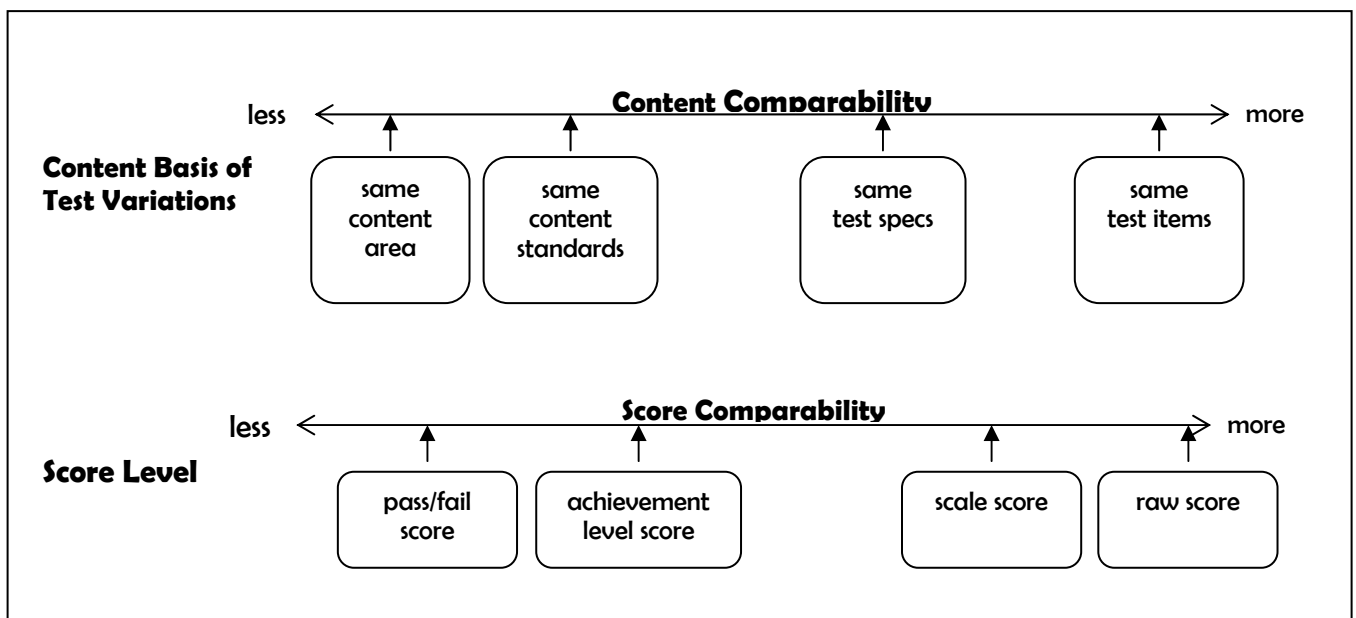 Content Comparability
less
more
Content Basis of
Test Variations
same
content
area
same
content
standards
same
test specs
same
test items
Score Comparability
less
more
Score Level
pass/fail
score
achievement
level score
scale score
raw score